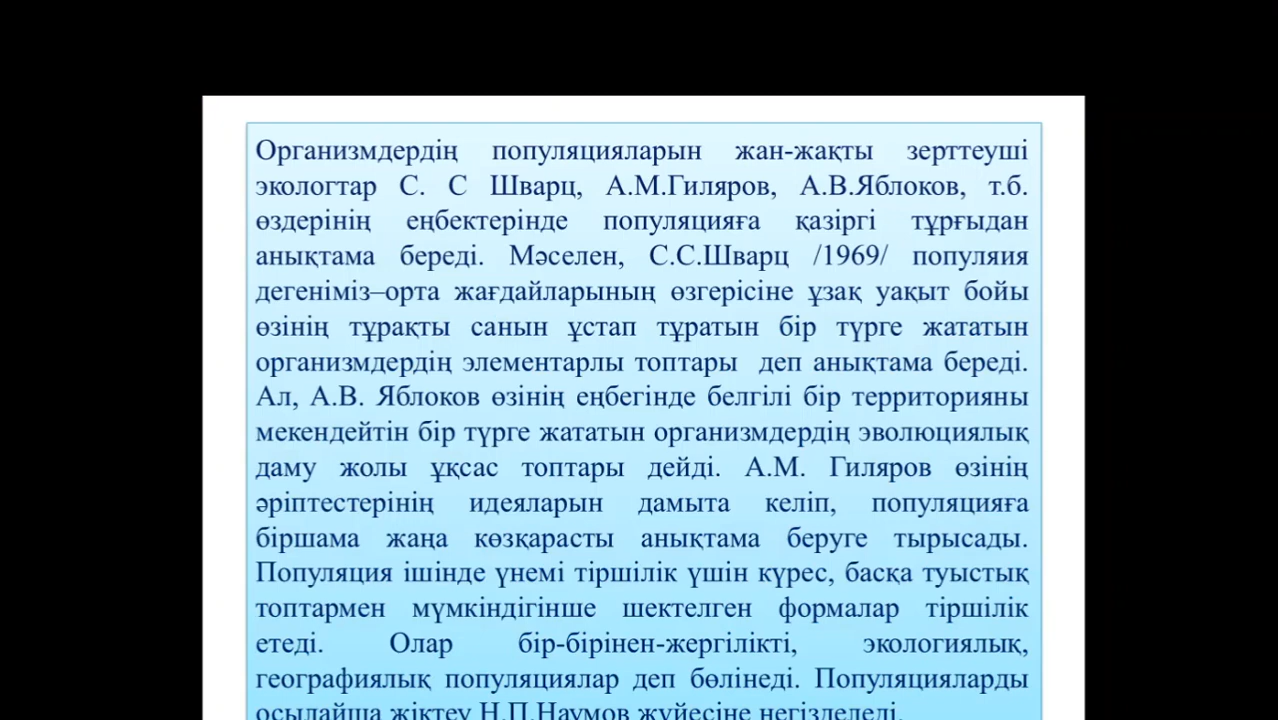 Организмдердің популяцияларын жан-жақты зерттеуші
экологтар С. С Шварц, А.М.Гиляров, А.В.Яблоков, т.б.
өздерінің еңбектерінде популяцияға қазіргі тұрғыдан
анықтама береді. Мәселен, С.С.Шварц /1969/ популяия
дегеніміз–орта жағдайларының өзгерісіне ұзақ уақыт бойы
өзінің тұрақты санын ұстап тұратын бір түрге жататын
организмдердің элементарлы топтары деп анықтама береді.
Ал, А.В. Яблоков өзінің еңбегінде белгілі бір территорияны
мекендейтін бір түрге жататын организмдердің эволюциялық
даму жолы ұқсас топтары дейді. А.М. Гиляров өзінің
әріптестерінің идеяларын дамыта келіп, популяцияға
біршама жаңа көзқарасты анықтама беруге тырысады.
Популяция ішінде үнемі тіршілік үшін күрес, басқа туыстық
топтармен мүмкіндігінше шектелген формалар тіршілік
етеді. Олар бір-бірінен-жергілікті, экологиялық,
географиялық популяциялар деп бөлінеді. Популяцияларды
осылайша жіктеу Н.П.Наумов жүйесіне негізделеді.